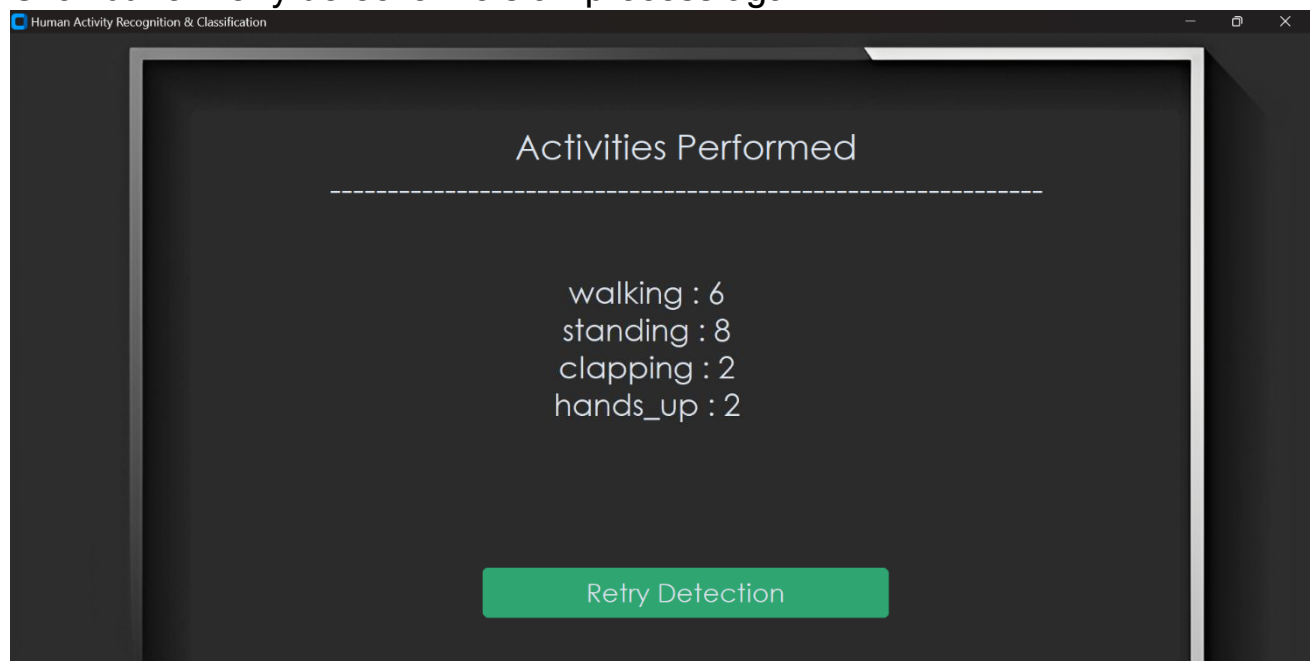 Human Activity Recognition & Classification
Activities Performed
--------------------------------------------------------------
walking : 6
standing : 8
clapping : 2
hands_up : 2
Retry Detection